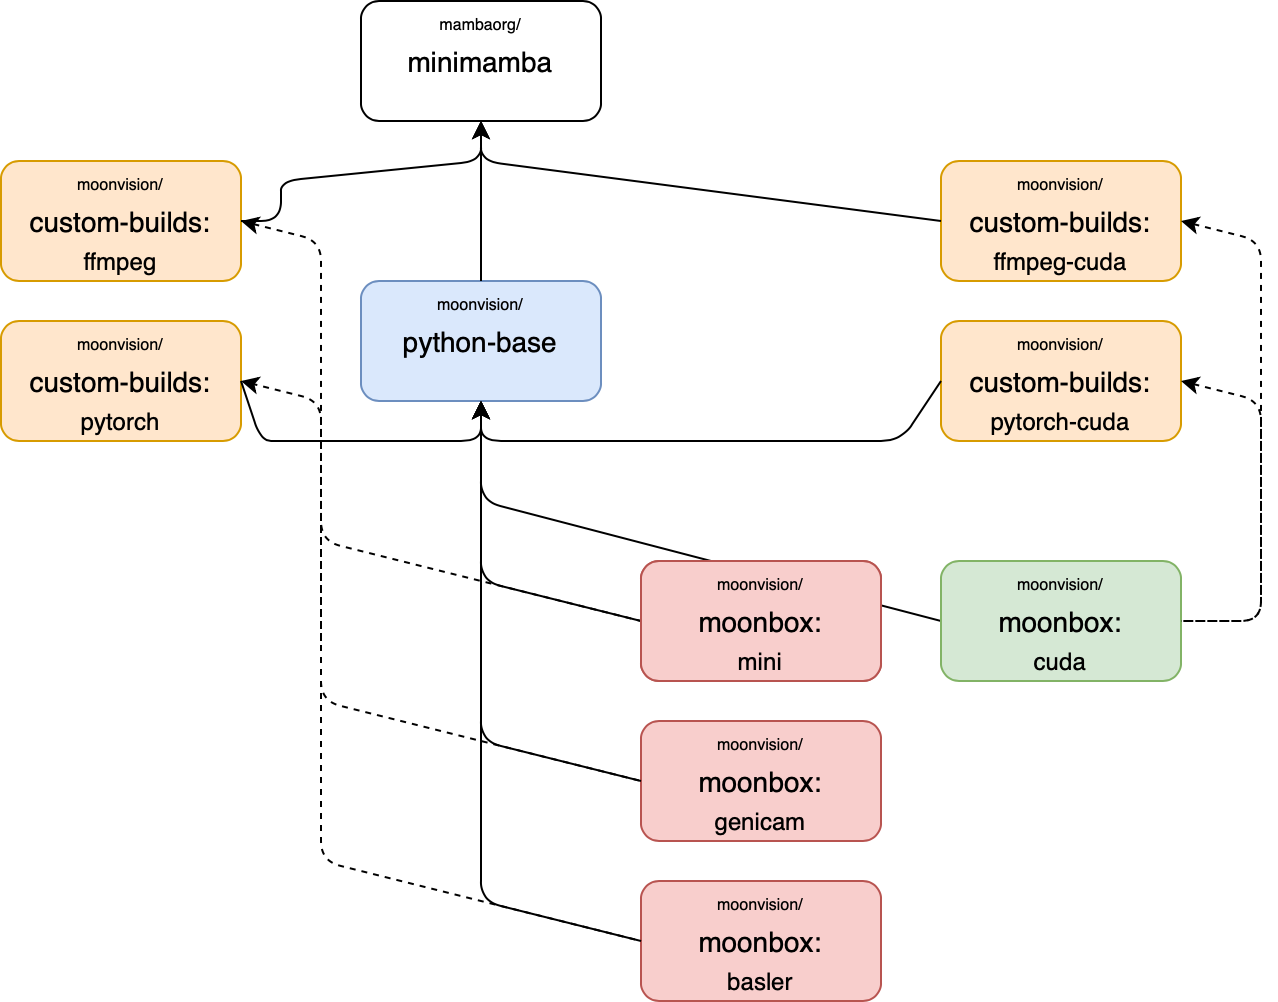 mambaorg/
minimamba
moonvision/
custom-builds:
ffmpeg
moonvision/
custom-builds:
ffmpeg-cuda
moonvision/
python-base
moonvision/
custom-builds:
pytorch
moonvision/
custom-builds:
pytorch-cuda
moonvision/
moonbox:
mini
moonvision/
moonbox:
cuda
moonvision/
moonbox:
genicam
moonvision/
moonbox:
basler